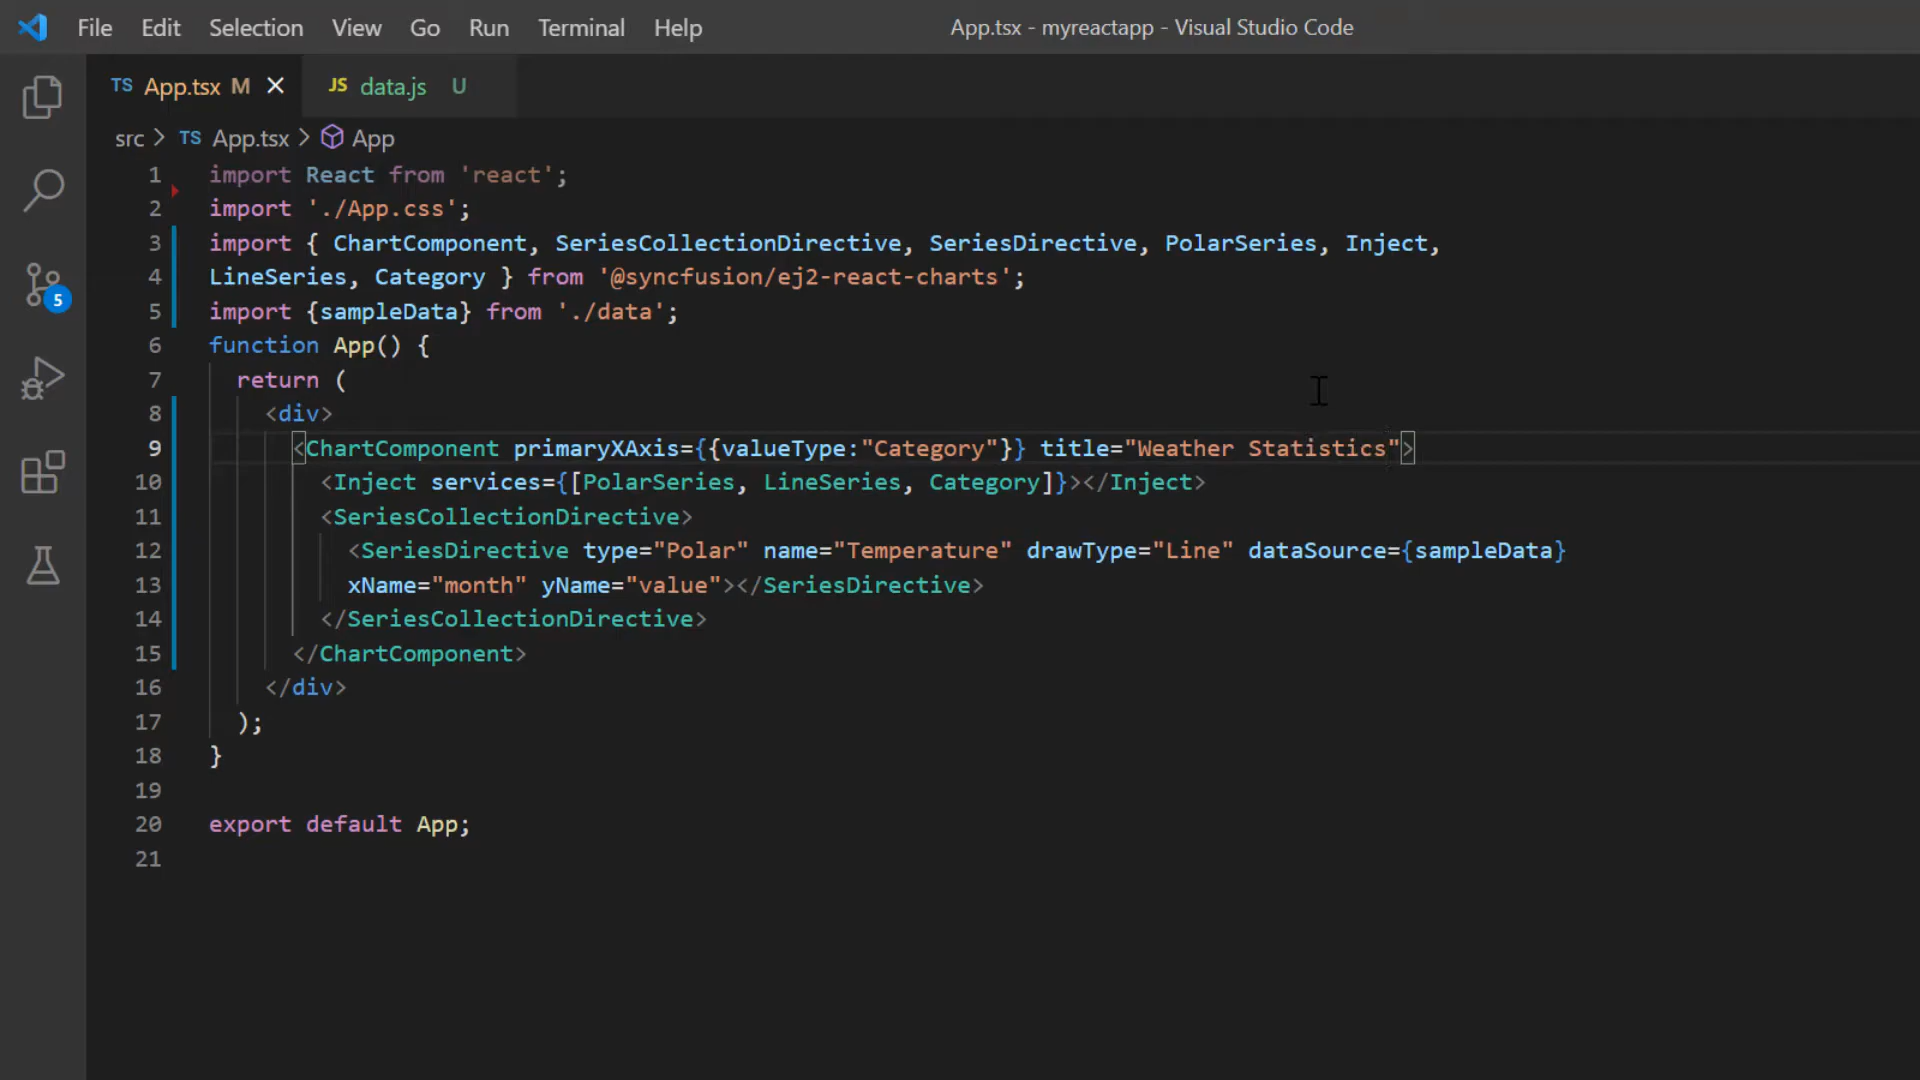 File Edit Selection View Go Run Terminal Help App.tsx - myreactapp - Visual Studio Code
TS App.tsx M JS data.js U
src > TS App.tsx > App
1 import React from 'react';
2 import './App.css';
3 import { ChartComponent, SeriesCollectionDirective, SeriesDirective, PolarSeries, Inject,
4 LineSeries, Category } from '@syncfusion/ej2-react-charts';
5 import {sampleData} from './data';
6 function App() {
7 return (
8 <div>
9 <ChartComponent primaryXAxis={{valueType:"Category"}} title="Weather Statistics">
10 <Inject services={[PolarSeries, LineSeries, Category]}></Inject>
11 <SeriesCollectionDirective>
12 <SeriesDirective type="Polar" name="Temperature" drawType="Line" dataSource={sampleData}
13 xName="month" yName="value"></SeriesDirective>
14 </SeriesCollectionDirective>
15 </ChartComponent>
16 </div>
17 );
18 }
19
20 export default App;
21
5